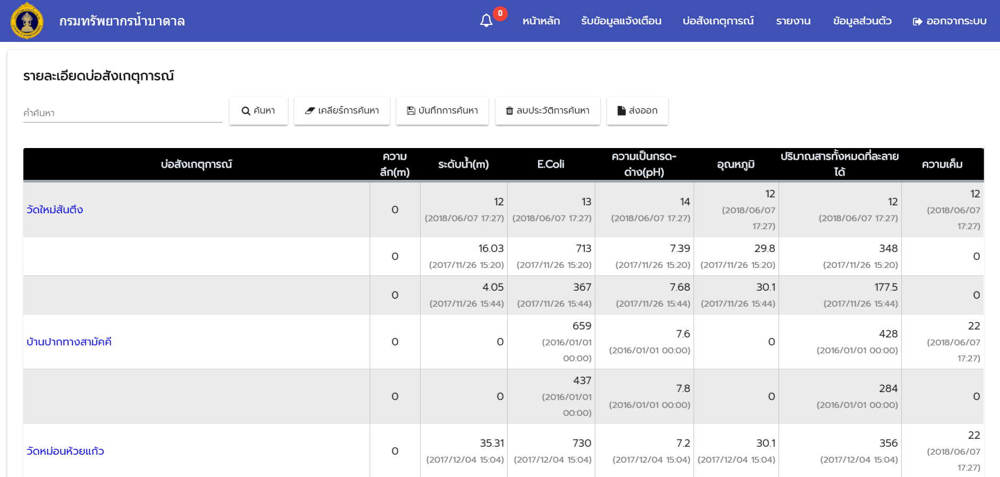 กรมทรัพยากรน้ำบาดาล
0
หน้าหลัก
รับข้อมูลแจ้งเตือน
บ่อสังเกตุการณ์
รายงาน
ข้อมูลส่วนตัว
ออกจากระบบ
รายละเอียดบ่อสังเกตุการณ์
คำค้นหา
ค้นหา
เคลียร์การค้นหา
บันทึกการค้นหา
ลบประวัติการค้นหา
ส่งออก
บ่อสังเกตุการณ์
ความ
ลึก(m)
ระดับน้ำ(m)
E.Coli
ความเป็นกรด-
ด่าง(pH)
อุณหภูมิ
ปริมาณสารทั้งหมดที่ละลาย
ได้
ความเค็ม
วัดใหม่สันตึง
0
12
(2018/06/07 17:27)
13
(2018/06/07 17:27)
14
(2018/06/07 17:27)
12
(2018/06/07
17:27)
12
(2018/06/07 17:27)
12
(2018/06/07
17:27)
0
16.03
(2017/11/26 15:20)
713
(2017/11/26 15:20)
7.39
(2017/11/26 15:20)
29.8
(2017/11/26 15:20)
348
(2017/11/26 15:20)
0
0
4.05
(2017/11/26 15:44)
367
(2017/11/26 15:44)
7.68
(2017/11/26 15:44)
30.1
(2017/11/26 15:44)
177.5
(2017/11/26 15:44)
0
บ้านปากทางสามัคคี
0
0
659
(2016/01/01
00:00)
7.6
(2016/01/01 00:00)
0
428
(2016/01/01 00:00)
22
(2018/06/07
17:27)
0
0
437
(2016/01/01
00:00)
7.8
(2016/01/01 00:00)
0
284
(2016/01/01 00:00)
0
วัดหม่อนห้วยแก้ว
0
35.31
(2017/12/04 15:04)
730
(2017/12/04 15:04)
7.2
(2017/12/04 15:04)
30.1
(2017/12/04 15:04)
356
(2017/12/04 15:04)
22
(2018/06/07
17:27)